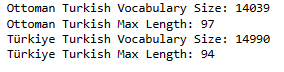 Ottoman Turkish Vocabulary Size: 14039
Ottoman Turkish Max Length: 97
Türkiye Turkish Vocabulary Size: 14990
Türkiye Turkish Max Length: 94